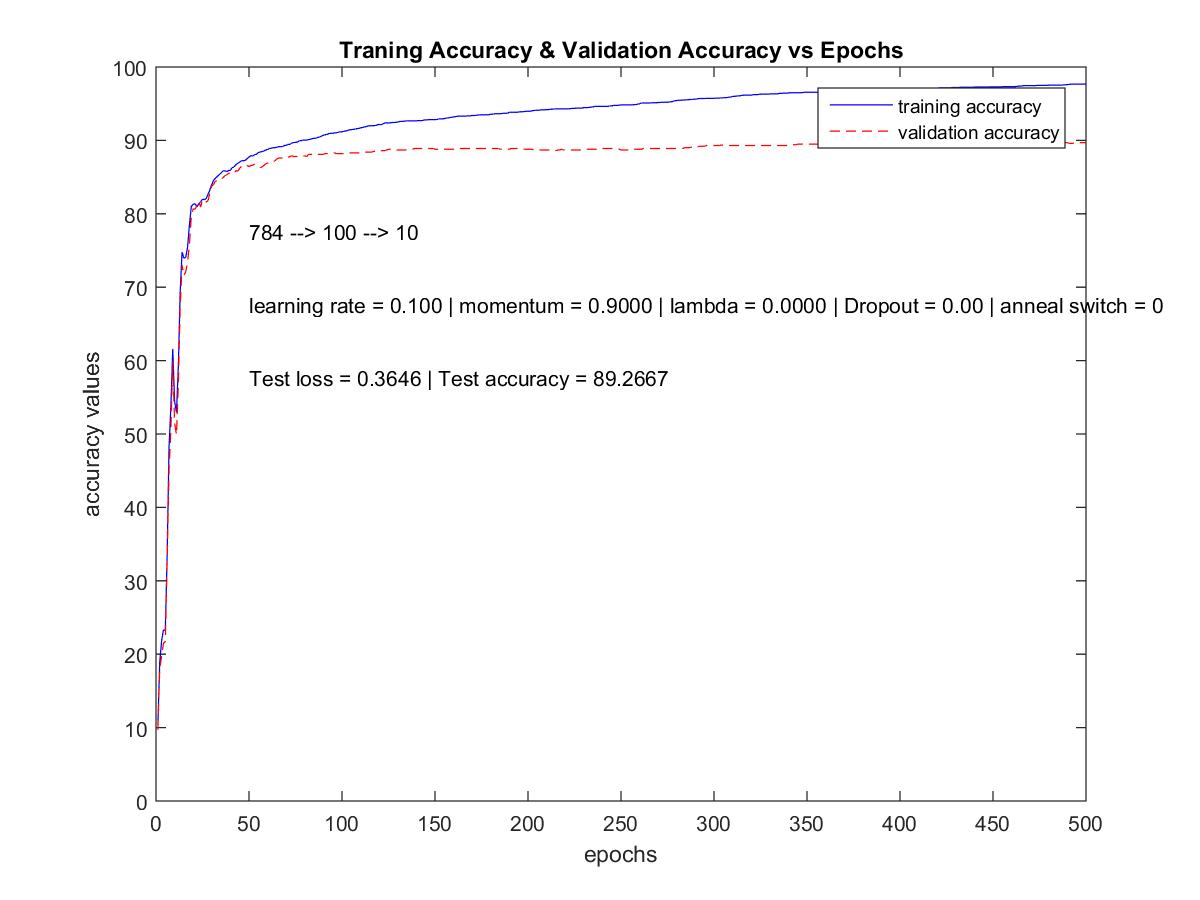 Traning Accuracy & Validation Accuracy vs Epochs
100
90
80
70
60
50
40
30
20
10
0
accuracy values
training accuracy
validation accuracy
784 --> 100 --> 10
learning rate = 0.100 | momentum = 0.9000 | lambda = 0.0000 | Dropout = 0.00 | anneal switch = 0
Test loss = 0.3646 | Test accuracy = 89.2667
0 50 100 150 200 250 300 350 400 450 500
epochs